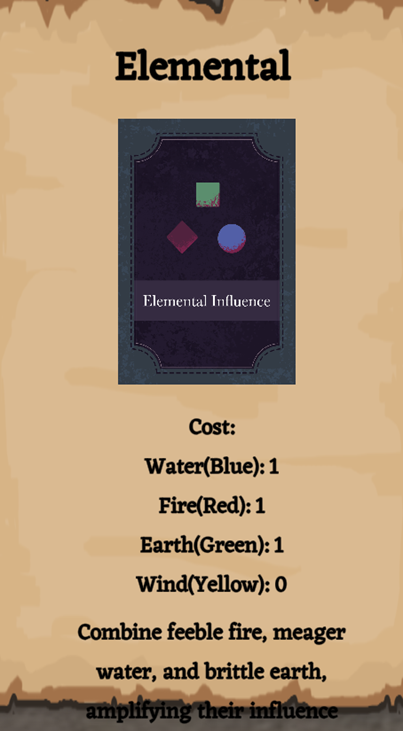 Elemental
Elemental Influence
Cost:
Water(Blue): 1
Fire(Red): 1
Earth(Green): 1
Wind(Yellow): 0
Combine feeble fire, meager
water, and brittle earth,
amplifying their influence